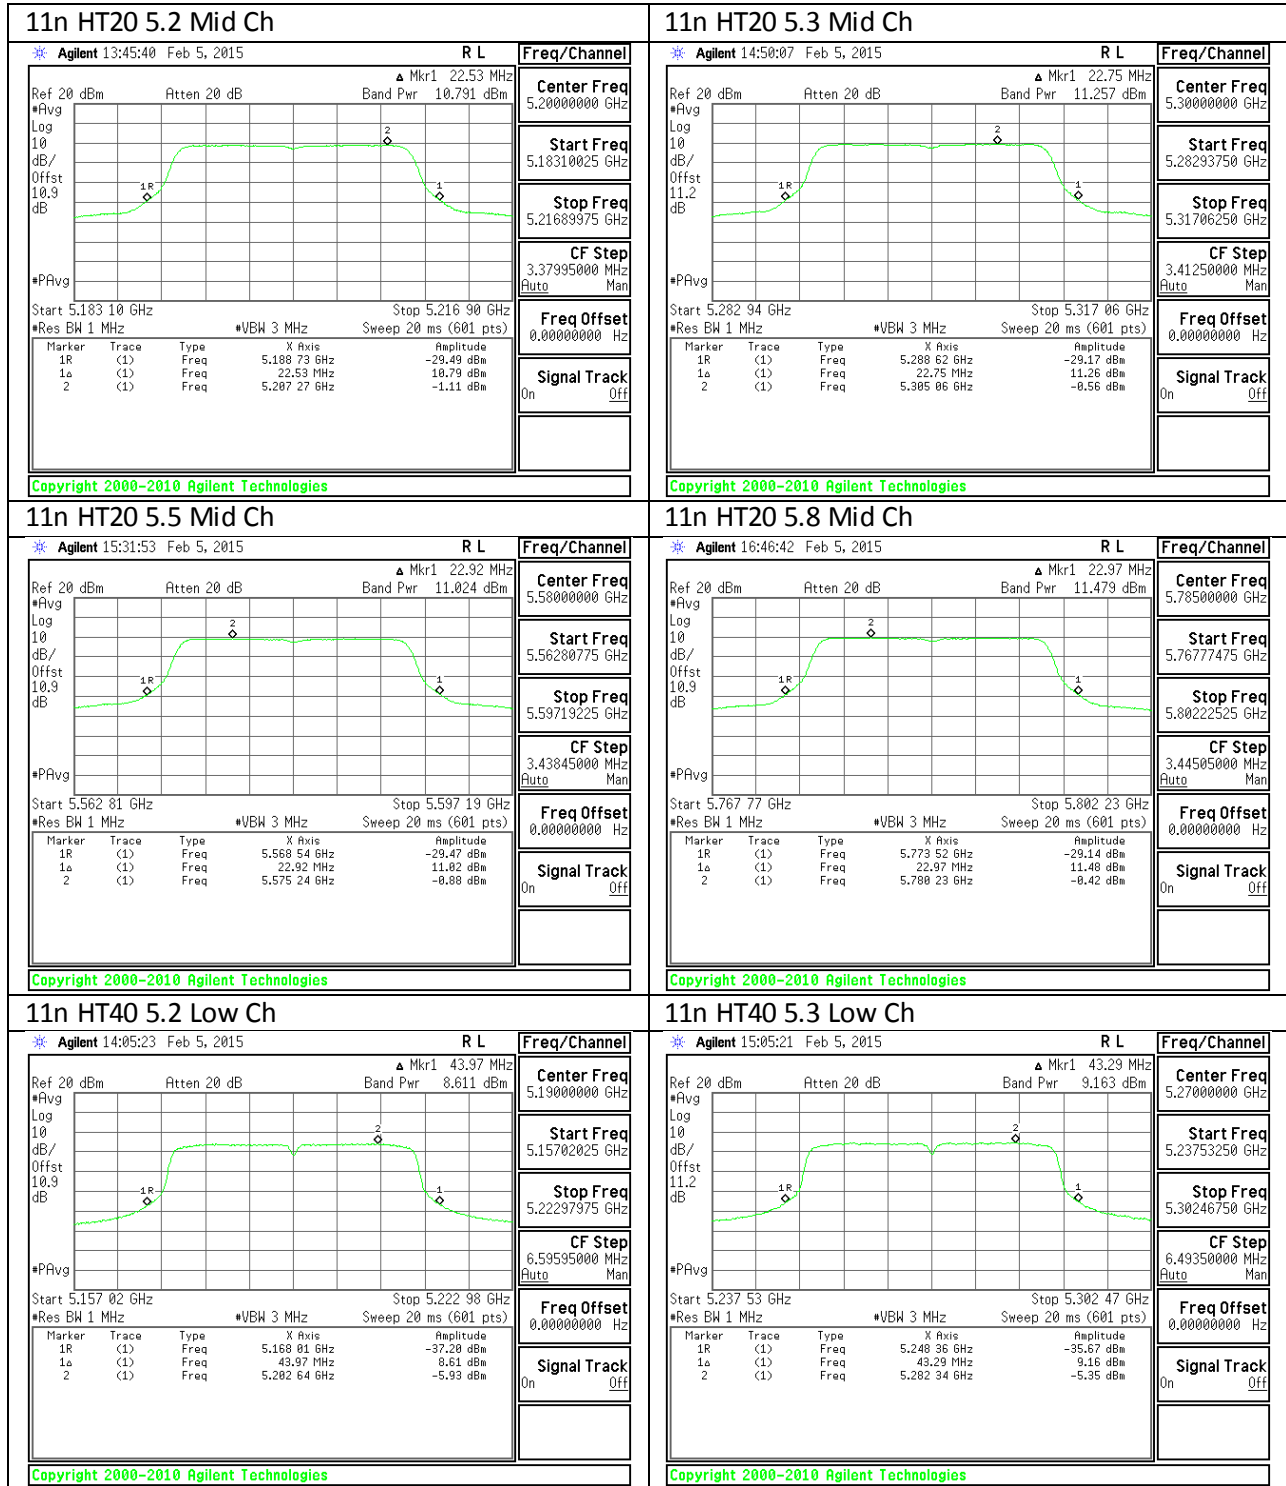 11n HT20 5.2 Mid Ch
Agilent 13:45:40 Feb 5, 2015 R L
Δ Mkr1 22.53 MHz
Ref 20 dBm Atten 20 dB Band Pwr 10.791 dBm
#Avg
Log
10
dB/
Offst
10.9
dB
#PAvg
1R
2
1
Start 5.183 10 GHz Stop 5.216 90 GHz
#Res BW 1 MHz #VBW 3 MHz Sweep 20 ms (601 pts)
Marker Trace Type X Axis Amplitude
1R (1) Freq 5.188 73 GHz -29.49 dBm
1Δ (1) Freq 22.53 MHz 10.79 dBm
2 (1) Freq 5.207 27 GHz -1.11 dBm
Freq/Channel
Center Freq
5.20000000 GHz
Start Freq
5.18310025 GHz
Stop Freq
5.21689975 GHz
CF Step
3.37995000 MHz
Auto Man
Freq Offset
0.00000000 Hz
Signal Track
On Off
Copyright 2000-2010 Agilent Technologies
11n HT20 5.3 Mid Ch
Agilent 14:50:07 Feb 5, 2015 R L
Δ Mkr1 22.75 MHz
Ref 20 dBm Atten 20 dB Band Pwr 11.257 dBm
#Avg
Log
10
dB/
Offst
11.2
dB
#PAvg
1R
2
1
Start 5.282 94 GHz Stop 5.317 06 GHz
#Res BW 1 MHz #VBW 3 MHz Sweep 20 ms (601 pts)
Marker Trace Type X Axis Amplitude
1R (1) Freq 5.288 62 GHz -29.17 dBm
1Δ (1) Freq 22.75 MHz 11.26 dBm
2 (1) Freq 5.305 06 GHz -0.56 dBm
Freq/Channel
Center Freq
5.30000000 GHz
Start Freq
5.28293750 GHz
Stop Freq
5.31706250 GHz
CF Step
3.41250000 MHz
Auto Man
Freq Offset
0.00000000 Hz
Signal Track
On Off
Copyright 2000-2010 Agilent Technologies
11n HT20 5.5 Mid Ch
Agilent 15:31:53 Feb 5, 2015 R L
Δ Mkr1 22.92 MHz
Ref 20 dBm Atten 20 dB Band Pwr 11.024 dBm
#Avg
Log
10
dB/
Offst
10.9
dB
#PAvg
1R
2
1
Start 5.562 81 GHz Stop 5.597 19 GHz
#Res BW 1 MHz #VBW 3 MHz Sweep 20 ms (601 pts)
Marker Trace Type X Axis Amplitude
1R (1) Freq 5.568 54 GHz -29.47 dBm
1Δ (1) Freq 22.92 MHz 11.02 dBm
2 (1) Freq 5.575 24 GHz -0.88 dBm
Freq/Channel
Center Freq
5.58000000 GHz
Start Freq
5.56280775 GHz
Stop Freq
5.59719225 GHz
CF Step
3.43845000 MHz
Auto Man
Freq Offset
0.00000000 Hz
Signal Track
On Off
Copyright 2000-2010 Agilent Technologies
11n HT20 5.8 Mid Ch
Agilent 16:46:42 Feb 5, 2015 R L
Δ Mkr1 22.97 MHz
Ref 20 dBm Atten 20 dB Band Pwr 11.479 dBm
#Avg
Log
10
dB/
Offst
10.9
dB
#PAvg
1R
2
1
Start 5.767 77 GHz Stop 5.802 23 GHz
#Res BW 1 MHz #VBW 3 MHz Sweep 20 ms (601 pts)
Marker Trace Type X Axis Amplitude
1R (1) Freq 5.773 52 GHz -29.14 dBm
1Δ (1) Freq 22.97 MHz 11.48 dBm
2 (1) Freq 5.780 23 GHz -0.42 dBm
Freq/Channel
Center Freq
5.78500000 GHz
Start Freq
5.76777475 GHz
Stop Freq
5.80222525 GHz
CF Step
3.44505000 MHz
Auto Man
Freq Offset
0.00000000 Hz
Signal Track
On Off
Copyright 2000-2010 Agilent Technologies
11n HT40 5.2 Low Ch
Agilent 14:05:23 Feb 5, 2015 R L
Δ Mkr1 43.97 MHz
Ref 20 dBm Atten 20 dB Band Pwr 8.611 dBm
#Avg
Log
10
dB/
Offst
10.9
dB
#PAvg
1R
2
1
Start 5.157 02 GHz Stop 5.222 98 GHz
#Res BW 1 MHz #VBW 3 MHz Sweep 20 ms (601 pts)
Marker Trace Type X Axis Amplitude
1R (1) Freq 5.168 01 GHz -37.20 dBm
1Δ (1) Freq 43.97 MHz 8.61 dBm
2 (1) Freq 5.202 64 GHz -5.93 dBm
Freq/Channel
Center Freq
5.19000000 GHz
Start Freq
5.15702025 GHz
Stop Freq
5.22297975 GHz
CF Step
6.59595000 MHz
Auto Man
Freq Offset
0.00000000 Hz
Signal Track
On Off
Copyright 2000-2010 Agilent Technologies
11n HT40 5.3 Low Ch
Agilent 15:05:21 Feb 5, 2015 R L
Δ Mkr1 43.29 MHz
Ref 20 dBm Atten 20 dB Band Pwr 9.163 dBm
#Avg
Log
10
dB/
Offst
11.2
dB
#PAvg
1R
2
1
Start 5.237 53 GHz Stop 5.302 47 GHz
#Res BW 1 MHz #VBW 3 MHz Sweep 20 ms (601 pts)
Marker Trace Type X Axis Amplitude
1R (1) Freq 5.248 36 GHz -35.67 dBm
1Δ (1) Freq 43.29 MHz 9.16 dBm
2 (1) Freq 5.282 34 GHz -5.35 dBm
Freq/Channel
Center Freq
5.27000000 GHz
Start Freq
5.23753250 GHz
Stop Freq
5.30246750 GHz
CF Step
6.49350000 MHz
Auto Man
Freq Offset
0.00000000 Hz
Signal Track
On Off
Copyright 2000-2010 Agilent Technologies